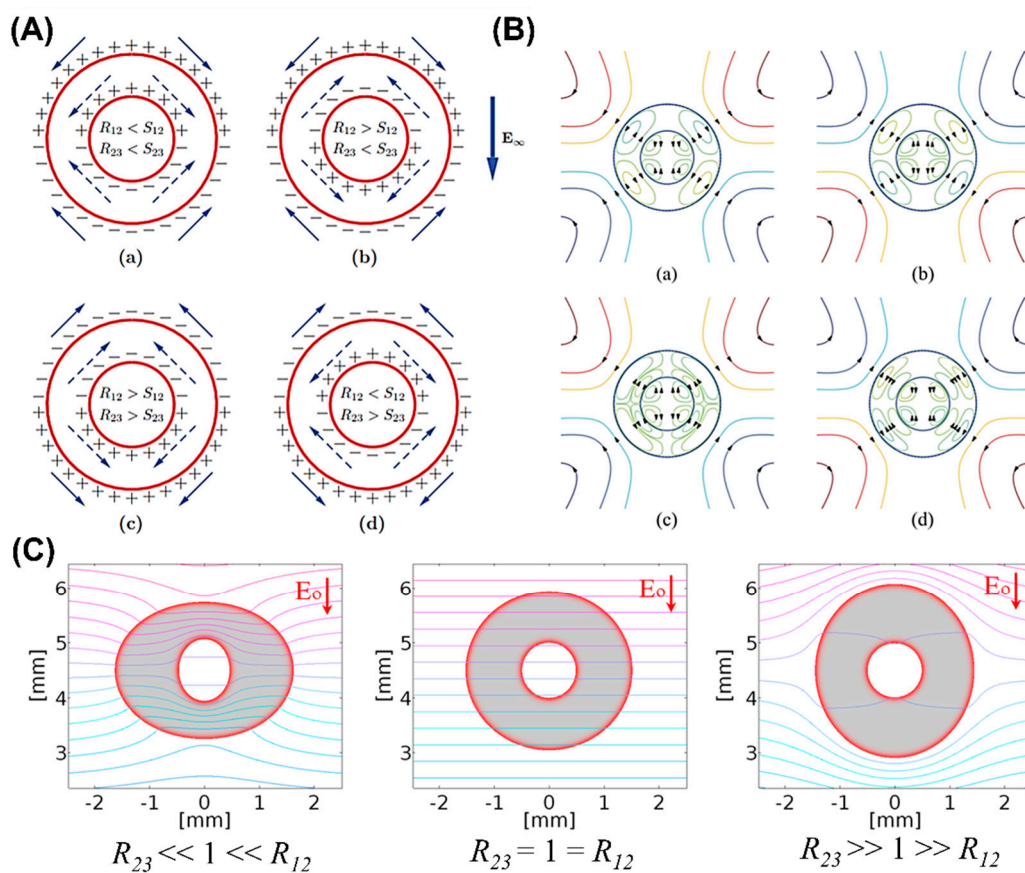 (A)
R12 < S12
R23 < S23
(a)
R12 > S12
R23 < S23
(b)
E∞
R12 > S12
R23 > S23
(c)
R12 < S12
R23 > S23
(d)
(B)
(a)
(b)
(c)
(d)
(C)
[mm]
6
5
4
3
Eo
-2 -1 0 1 2
[mm]
R23 << 1 << R12
[mm]
6
5
4
3
Eo
-2 -1 0 1 2
[mm]
R23 = 1 = R12
[mm]
6
5
4
3
Eo
-2 -1 0 1 2
[mm]
R23 >> 1 >> R12